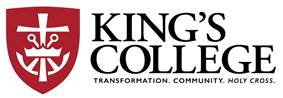 KING'S
COLLEGE
TRANSFORMATION. COMMUNITY. HOLY CROSS.